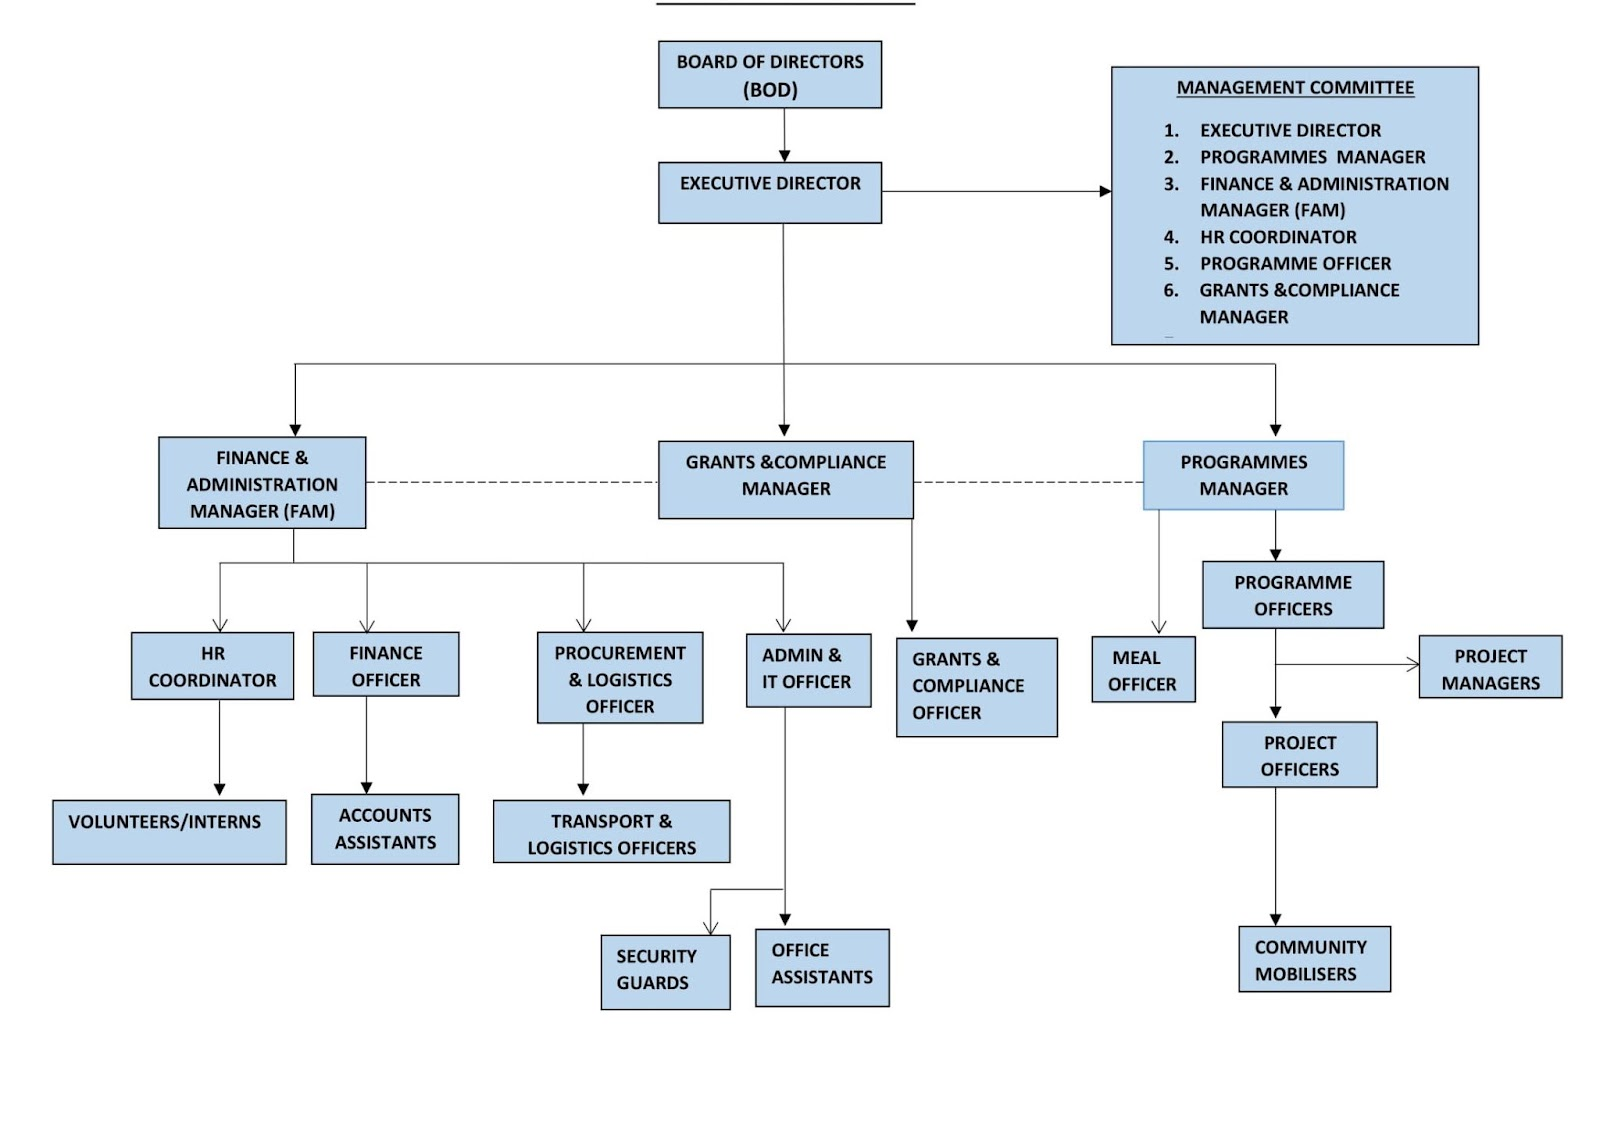 BOARD OF DIRECTORS
(BOD)
MANAGEMENT COMMITTEE
1. EXECUTIVE DIRECTOR
2. PROGRAMMES MANAGER
3. FINANCE & ADMINISTRATION
MANAGER (FAM)
4. HR COORDINATOR
5. PROGRAMME OFFICER
6. GRANTS &COMPLIANCE
MANAGER
EXECUTIVE DIRECTOR
FINANCE &
ADMINISTRATION
MANAGER (FAM)
GRANTS &COMPLIANCE
MANAGER
PROGRAMMES
MANAGER
PROGRAMME
OFFICERS
HR
COORDINATOR
FINANCE
OFFICER
PROCUREMENT
& LOGISTICS
OFFICER
ADMIN &
IT OFFICER
GRANTS &
COMPLIANCE
OFFICER
MEAL
OFFICER
PROJECT
MANAGERS
PROJECT
OFFICERS
VOLUNTEERS/INTERNS
ACCOUNTS
ASSISTANTS
TRANSPORT &
LOGISTICS OFFICERS
SECURITY
GUARDS
OFFICE
ASSISTANTS
COMMUNITY
MOBILISERS